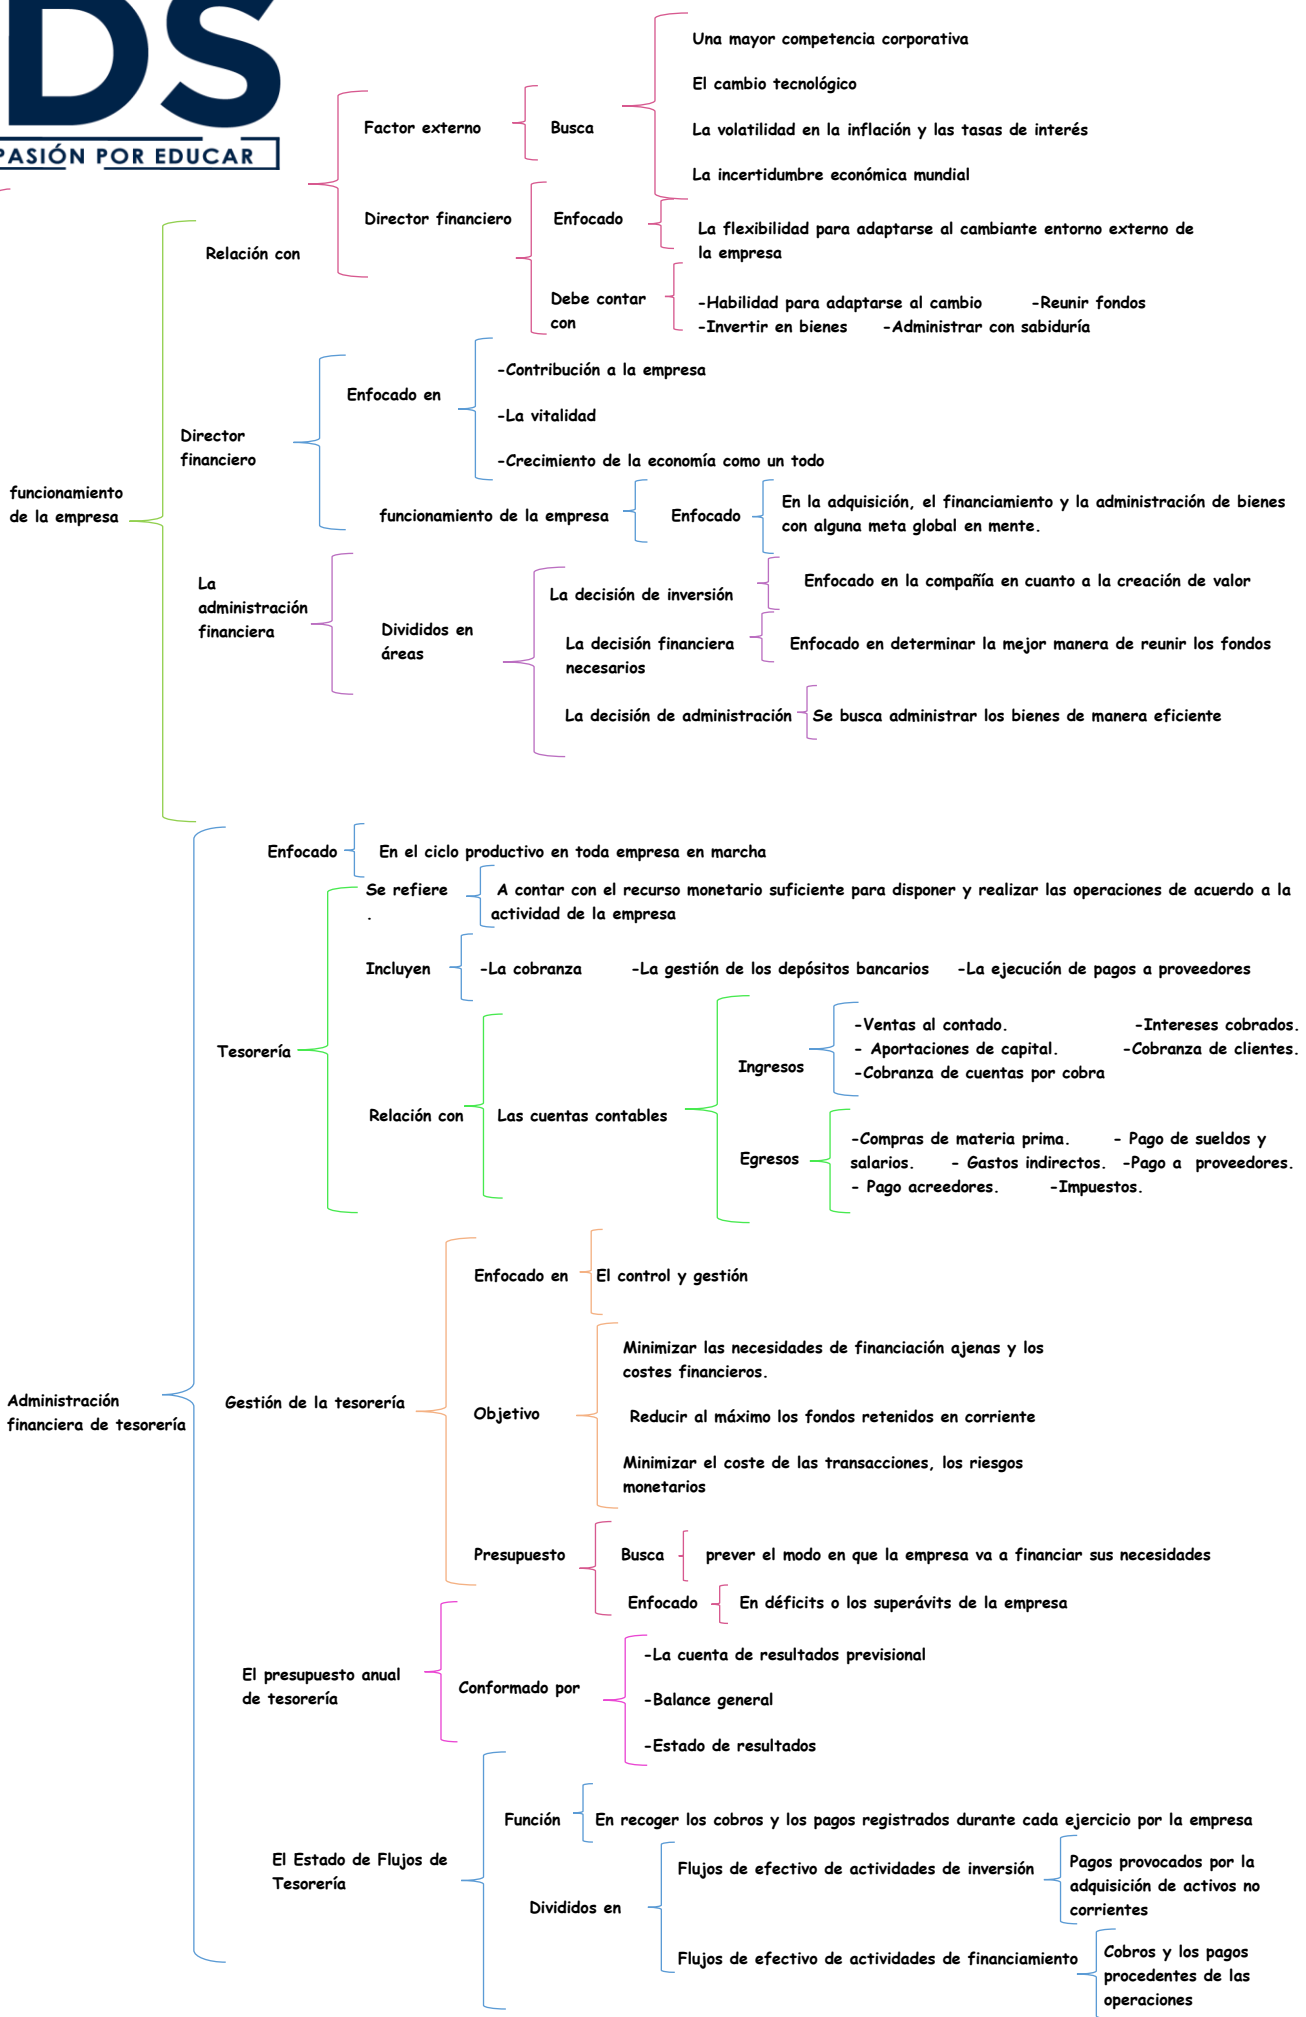 DS
PASIÓN POR EDUCAR
Una mayor competencia corporativa
El cambio tecnológico
Factor externo
Busca
La volatilidad en la inflación y las tasas de interés
La incertidumbre económica mundial
Relación con
Director financiero
Enfocado
La flexibilidad para adaptarse al cambiante entorno externo de
la empresa
Debe contar
con
-Habilidad para adaptarse al cambio -Reunir fondos
-Invertir en bienes -Administrar con sabiduría
funcionamiento
de la empresa
Director
financiero
Enfocado en
-Contribución a la empresa
-La vitalidad
-Crecimiento de la economía como un todo
funcionamiento de la empresa
Enfocado
En la adquisición, el financiamiento y la administración de bienes
con alguna meta global en mente.
La
administración
financiera
Divididos en
áreas
La decisión de inversión
Enfocado en la compañía en cuanto a la creación de valor
La decisión financiera
necesarios
Enfocado en determinar la mejor manera de reunir los fondos
La decisión de administración
Se busca administrar los bienes de manera eficiente
Administración
financiera de tesorería
Enfocado
En el ciclo productivo en toda empresa en marcha
Tesorería
Se refiere
.
A contar con el recurso monetario suficiente para disponer y realizar las operaciones de acuerdo a la
actividad de la empresa
Incluyen
-La cobranza -La gestión de los depósitos bancarios -La ejecución de pagos a proveedores
Relación con
Las cuentas contables
Ingresos
-Ventas al contado. -Intereses cobrados.
- Aportaciones de capital. -Cobranza de clientes.
-Cobranza de cuentas por cobra
Egresos
-Compras de materia prima. - Pago de sueldos y
salarios. - Gastos indirectos. -Pago a proveedores.
- Pago acreedores. -Impuestos.
Gestión de la tesorería
Enfocado en
El control y gestión
Objetivo
Minimizar las necesidades de financiación ajenas y los
costes financieros.
Reducir al máximo los fondos retenidos en corriente
Minimizar el coste de las transacciones, los riesgos
monetarios
Presupuesto
Busca
prever el modo en que la empresa va a financiar sus necesidades
Enfocado
En déficits o los superávits de la empresa
El presupuesto anual
de tesorería
Conformado por
-La cuenta de resultados previsional
-Balance general
-Estado de resultados
El Estado de Flujos de
Tesorería
Función
En recoger los cobros y los pagos registrados durante cada ejercicio por la empresa
Divididos en
Flujos de efectivo de actividades de inversión
Pagos provocados por la
adquisición de activos no
corrientes
Flujos de efectivo de actividades de financiamiento
Cobros y los pagos
procedentes de las
operaciones